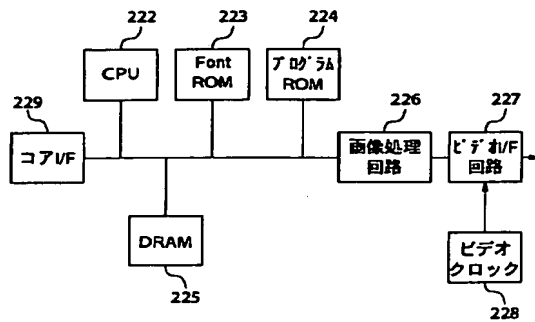 222
223
224
CPU
Font
ROM
プログラム
ROM
229
226
227
コアI/F
画像処理
回路
ビデオI/F
回路
DRAM
225
ビデオ
クロック
228